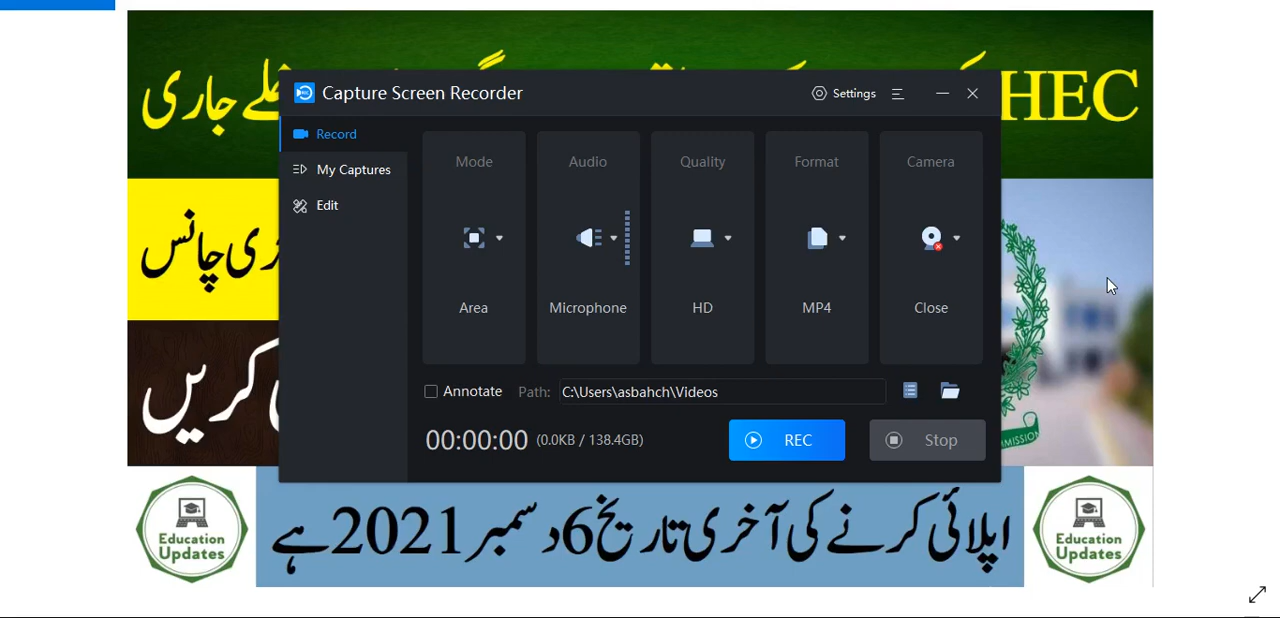 جاری
HEC
Capture Screen Recorder
Settings
Record
My Captures
Edit
Mode
Audio
Quality
Format
Camera
Area
Microphone
HD
MP4
Close
Annotate
Path: C:\Users\asbahch\Videos
00:00:00 (0.0KB / 138.4GB)
REC
Stop
چانس
کریں
MISSION
Education
Updates
اپلائی کرنے کی آخری تاریخ 6 دسمبر 2021 ہے
Education
Updates